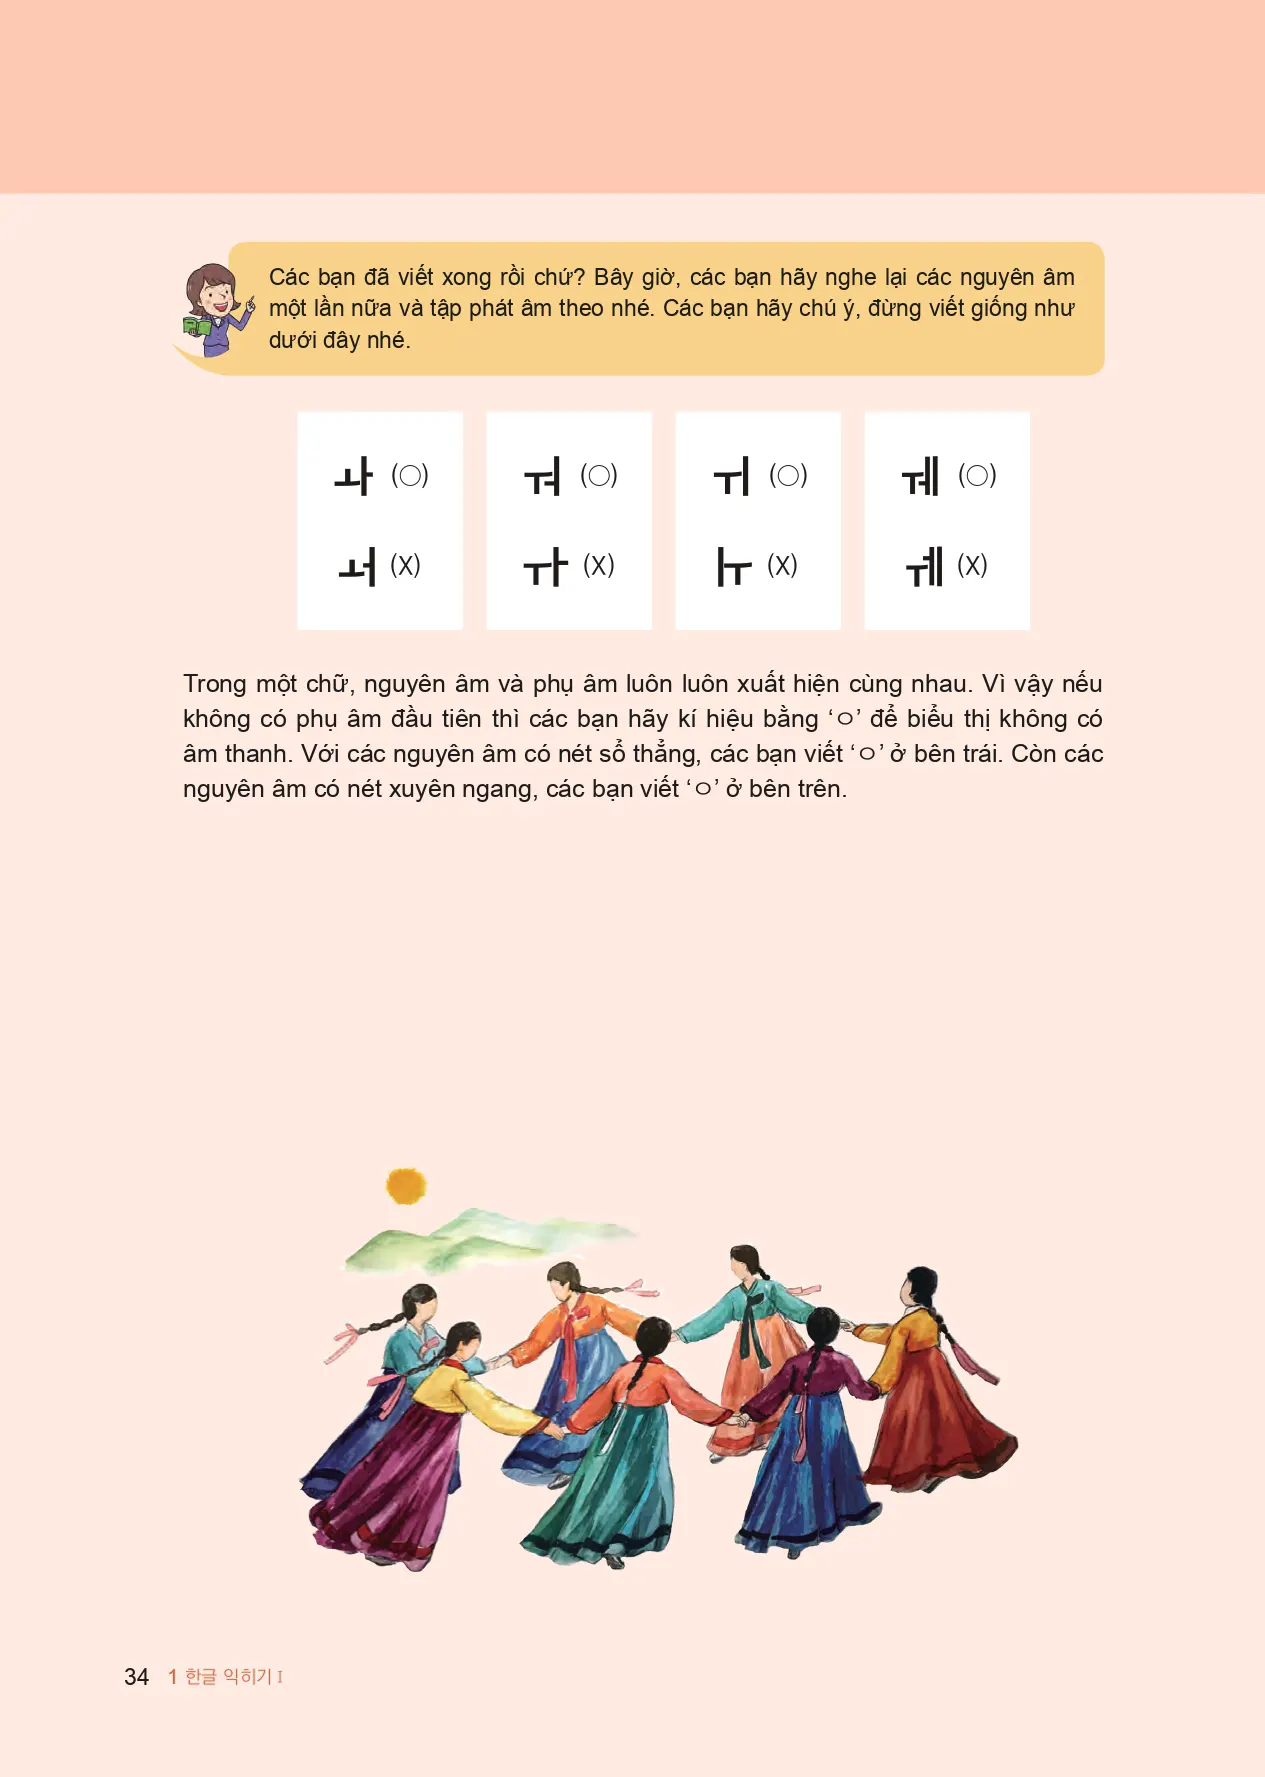 Các bạn đã viết xong rồi chứ? Bây giờ, các bạn hãy nghe lại các nguyên âm
một lần nữa và tập phát âm theo nhé. Các bạn hãy chú ý, đừng viết giống như
dưới đây nhé.
ㅘ (○) ㅝ (○) ㅟ (○) ㅞ (○)
ㅗㅓ (X) ㅜㅏ (X) ㅏㅜ (X) ㅜㅔ (X)
Trong một chữ, nguyên âm và phụ âm luôn luôn xuất hiện cùng nhau. Vì vậy nếu
không có phụ âm đầu tiên thì các bạn hãy kí hiệu bằng ‘ㅇ’ để biểu thị không có
âm thanh. Với các nguyên âm có nét sổ thẳng, các bạn viết ‘ㅇ’ ở bên trái. Còn các
nguyên âm có nét xuyên ngang, các bạn viết ‘ㅇ’ ở bên trên.
34 1 한글 익히기 I